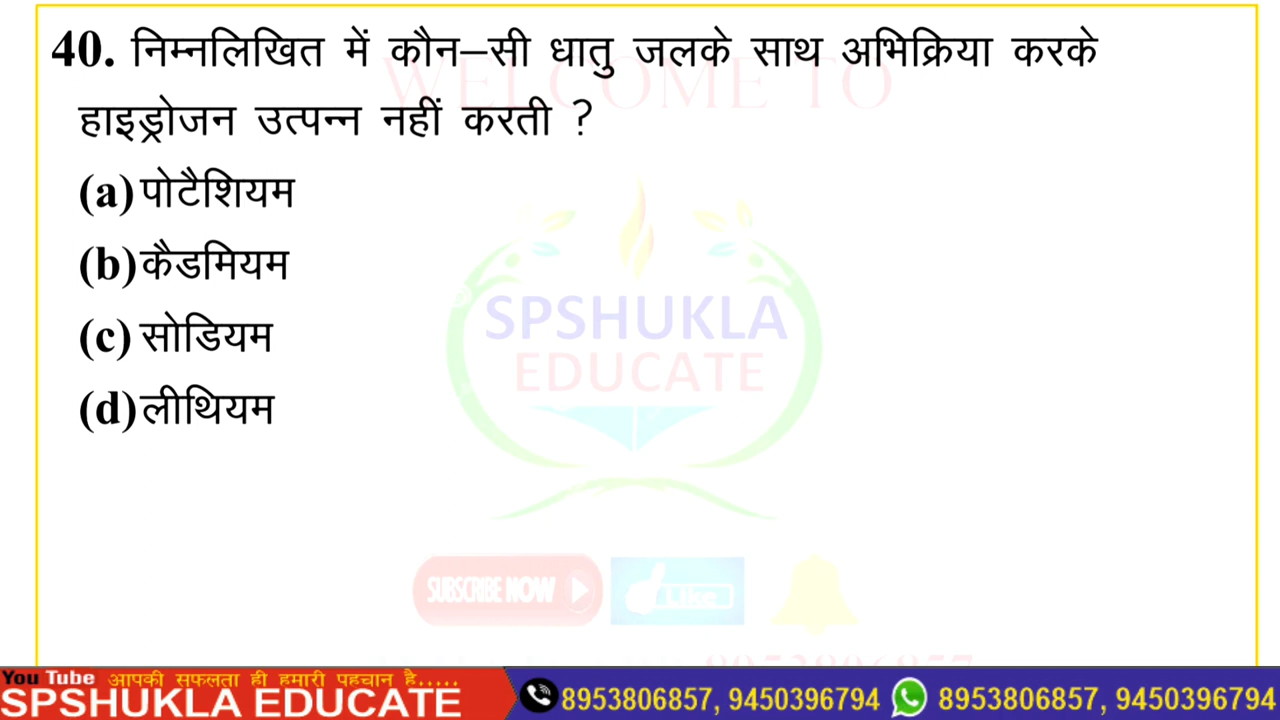 WELCOME TO
40. निम्नलिखित में कौन–सी धातु जलके साथ अभिक्रिया करके
हाइड्रोजन उत्पन्न नहीं करती ?
(a) पोटैशियम
(b) कैडमियम
(c) सोडियम
(d) लीथियम
SPSHUKLA
EDUCATE
SUBSCRIBE NOW
Like
You Tube आपकी सफलता ही हमारी पहचान है.....
SPSHUKLA EDUCATE
8953806857, 9450396794
8953806857, 9450396794